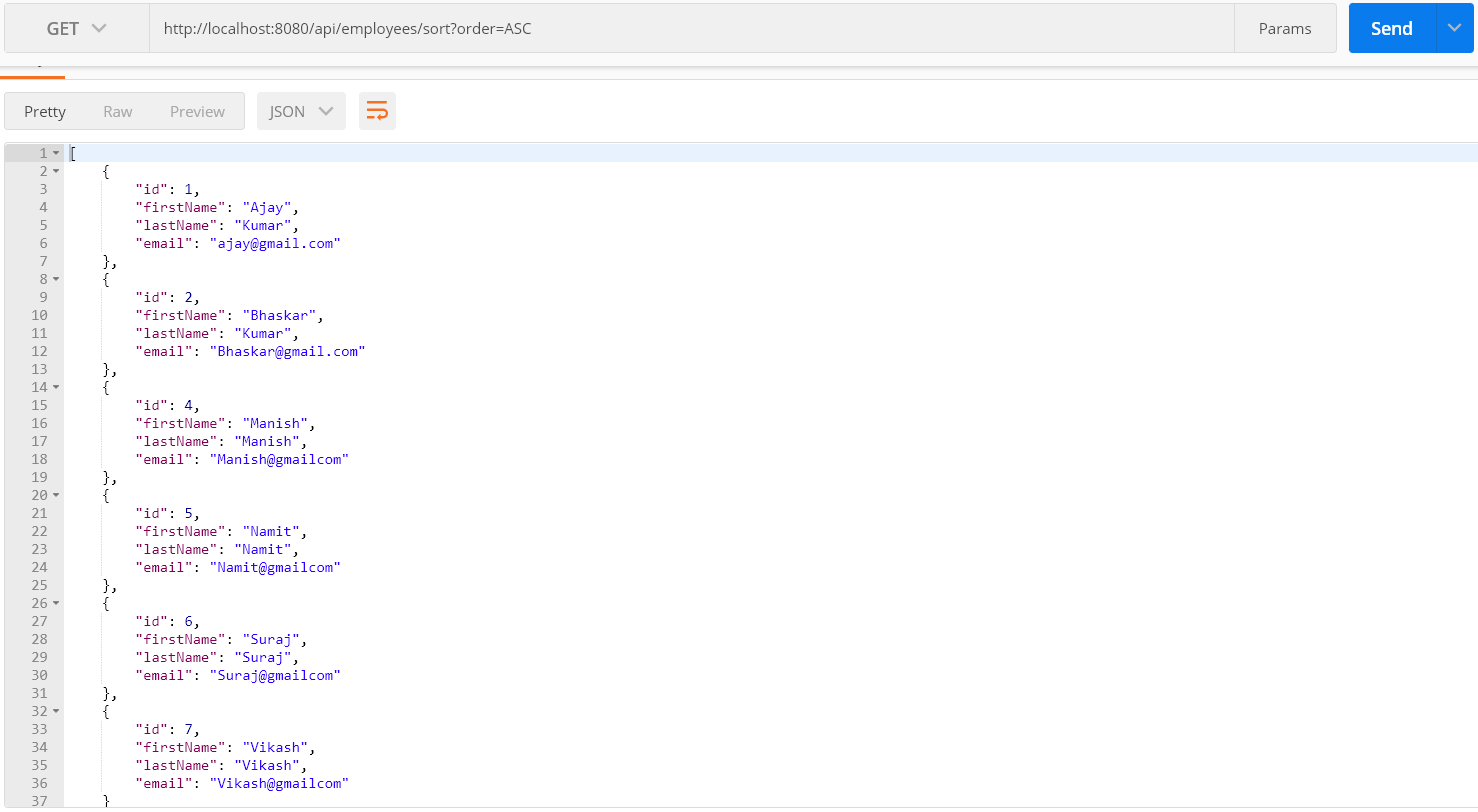 GET http://localhost:8080/api/employees/sort?order=ASC Params Send
Pretty Raw Preview JSON
1 [
2 {
3 "id": 1,
4 "firstName": "Ajay",
5 "lastName": "Kumar",
6 "email": "ajay@gmail.com"
7 },
8 {
9 "id": 2,
10 "firstName": "Bhaskar",
11 "lastName": "Kumar",
12 "email": "Bhaskar@gmail.com"
13 },
14 {
15 "id": 4,
16 "firstName": "Manish",
17 "lastName": "Manish",
18 "email": "Manish@gmailcom"
19 },
20 {
21 "id": 5,
22 "firstName": "Namit",
23 "lastName": "Namit",
24 "email": "Namit@gmailcom"
25 },
26 {
27 "id": 6,
28 "firstName": "Suraj",
29 "lastName": "Suraj",
30 "email": "Suraj@gmailcom"
31 },
32 {
33 "id": 7,
34 "firstName": "Vikash",
35 "lastName": "Vikash",
36 "email": "Vikash@gmailcom"
37 }